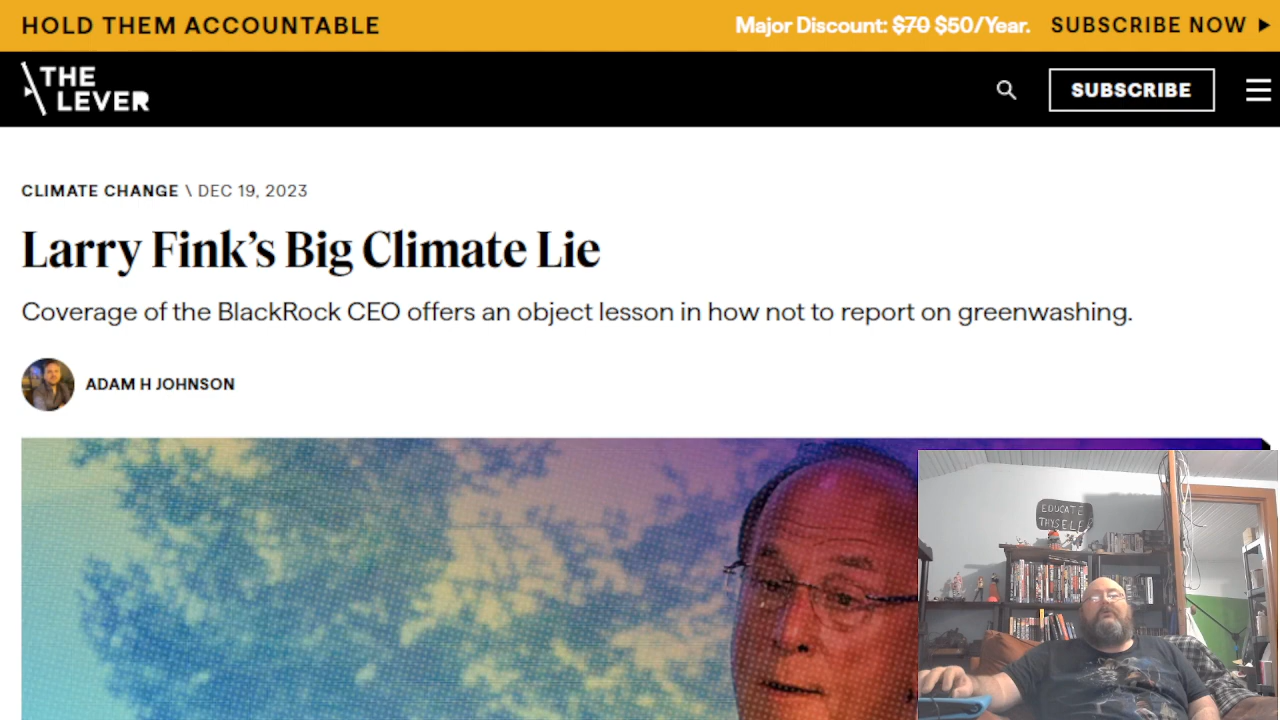 HOLD THEM ACCOUNTABLE
Major Discount: $70 $50/Year. SUBSCRIBE NOW ▶
THE
LEVER
SUBSCRIBE
CLIMATE CHANGE \ DEC 19, 2023
Larry Fink’s Big Climate Lie
Coverage of the BlackRock CEO offers an object lesson in how not to report on greenwashing.
ADAM H JOHNSON
EDUCATE
THYSELF